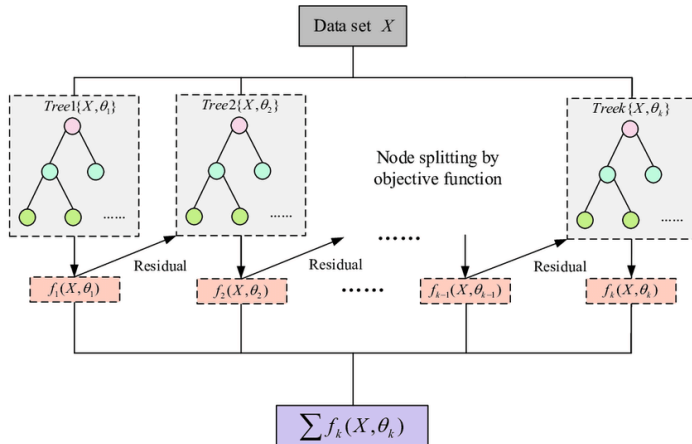 Data set X
Tree1{X,θ₁}
Tree2{X,θ₂}
Treek{X,θₖ}
Node splitting by
objective function
......
......
......
......
Residual
Residual
Residual
f₁(X,θ₁)
f₂(X,θ₂)
......
fₖ₋₁(X,θₖ₋₁)
fₖ(X,θₖ)
∑ fₖ(X,θₖ)